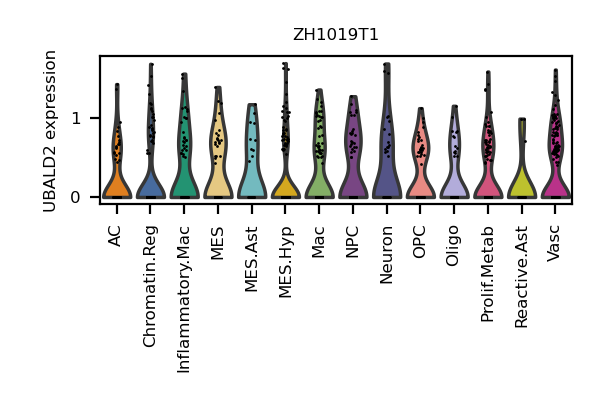 ZH1019T1
UBALD2 expression
1
0
AC
Chromatin.Reg
Inflammatory.Mac
MES
MES.Ast
MES.Hyp
Mac
NPC
Neuron
OPC
Oligo
Prolif.Metab
Reactive.Ast
Vasc